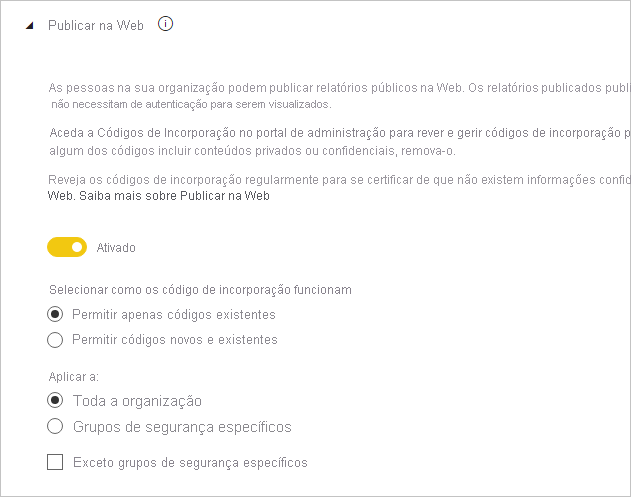 Publicar na Web
As pessoas na sua organização podem publicar relatórios públicos na Web. Os relatórios publicados publi
não necessitam de autenticação para serem visualizados.
Aceda a Códigos de Incorporação no portal de administração para rever e gerir códigos de incorporação p
algum dos códigos incluir conteúdos privados ou confidenciais, remova-o.
Reveja os códigos de incorporação regularmente para se certificar de que não existem informações confid
Web. Saiba mais sobre Publicar na Web
Ativado
Selecionar como os código de incorporação funcionam
Permitir apenas códigos existentes
Permitir códigos novos e existentes
Aplicar a:
Toda a organização
Grupos de segurança específicos
Exceto grupos de segurança específicos